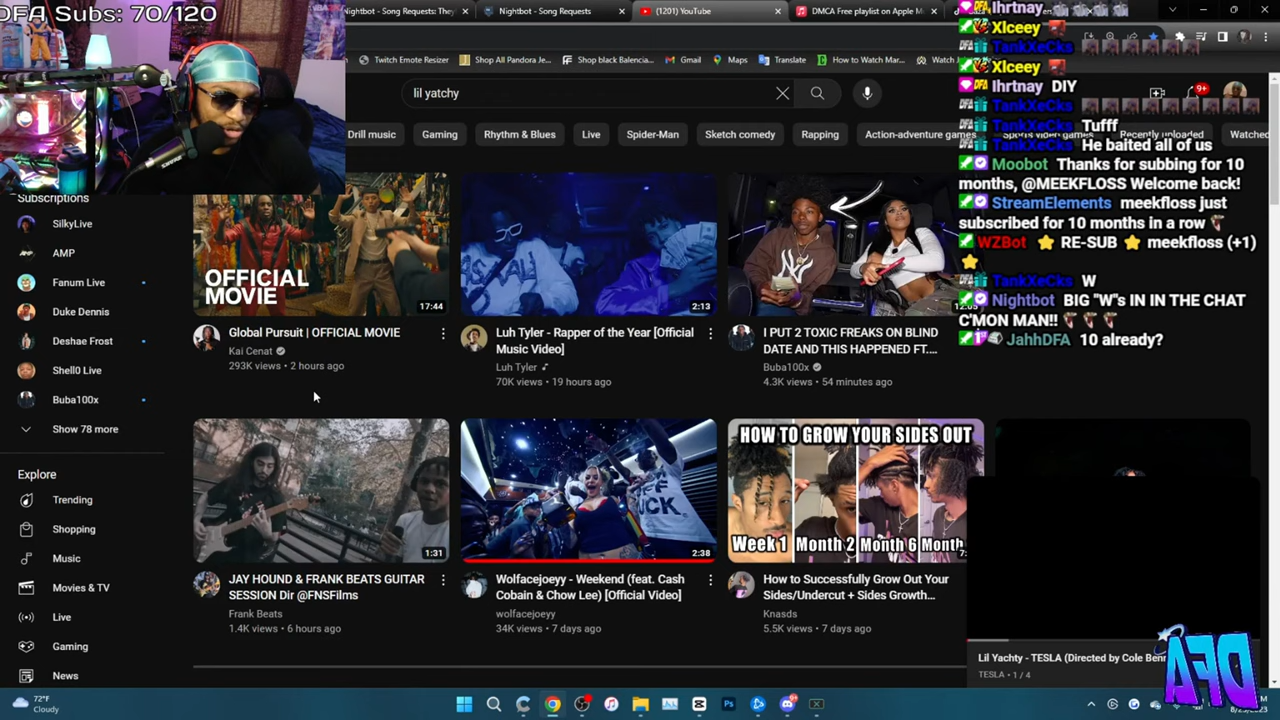 DFA Subs: 70/120
Nightbot - Song Requests: They
Nightbot - Song Requests
(1201) YouTube
DMCA Free playlist on Apple M
Twitch Emote Resizer
Shop All Pandora Je...
Shop black Balencia...
Gmail
Maps
Translate
How to Watch Mar...
lil yatchy
9+
Drill music
Gaming
Rhythm & Blues
Live
Spider-Man
Sketch comedy
Rapping
Action-adventure games
Sports video games
Recently uploaded
Watched
lhrtnay
Xlceey
TankXeCks
Xlceey
lhrtnay DIY
TankXeCks
TankXeCks Tufff
TankXeCks He baited all of us
Moobot Thanks for subbing for 10
months, @MEEKFLOSS Welcome back!
StreamElements meekfloss just
subscribed for 10 months in a row
WZBot RE-SUB meekfloss (+1)
TankXeCks W
Nightbot BIG "W"s IN IN THE CHAT
C'MON MAN!!
JahhDFA 10 already?
Subscriptions
SilkyLive
AMP
Fanum Live
Duke Dennis
Deshae Frost
Shell0 Live
Buba100x
Show 78 more
Explore
Trending
Shopping
Music
Movies & TV
Live
Gaming
News
OFFICIAL
MOVIE
17:44
Global Pursuit | OFFICIAL MOVIE
Kai Cenat
293K views • 2 hours ago
2:13
Luh Tyler - Rapper of the Year [Official
Music Video]
Luh Tyler
70K views • 19 hours ago
I PUT 2 TOXIC FREAKS ON BLIND
DATE AND THIS HAPPENED FT....
Buba100x
4.3K views • 54 minutes ago
1:31
JAY HOUND & FRANK BEATS GUITAR
SESSION Dir @FNSFilms
Frank Beats
1.4K views • 6 hours ago
2:38
Wolfacejoeyy - Weekend (feat. Cash
Cobain & Chow Lee) [Official Video]
wolfacejoeyy
34K views • 7 days ago
HOW TO GROW YOUR SIDES OUT
Week 1
Month 2
Month 6
Month
How to Successfully Grow Out Your
Sides/Undercut + Sides Growth...
Knasds
5.5K views • 7 days ago
Lil Yachty - TESLA (Directed by Cole Ben
TESLA • 1 / 4
DFA
72°F
Cloudy